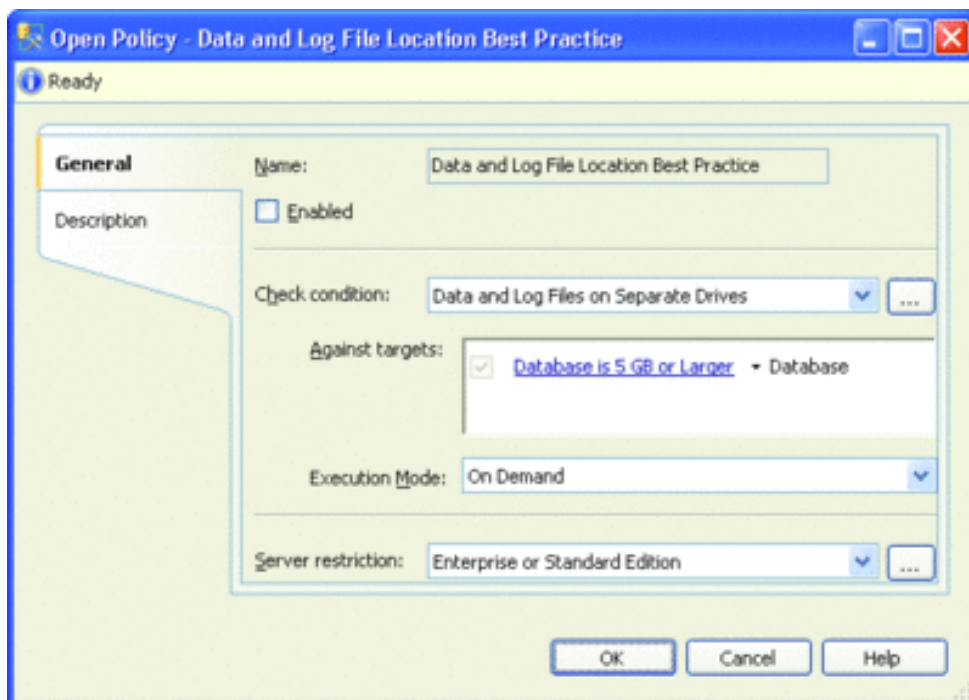 Open Policy - Data and Log File Location Best Practice
Ready
General
Description
Name: Data and Log File Location Best Practice
Enabled
Check condition: Data and Log Files on Separate Drives ...
Against targets: Database is 5 GB or Larger Database
Execution Mode: On Demand
Server restriction: Enterprise or Standard Edition ...
OK Cancel Help